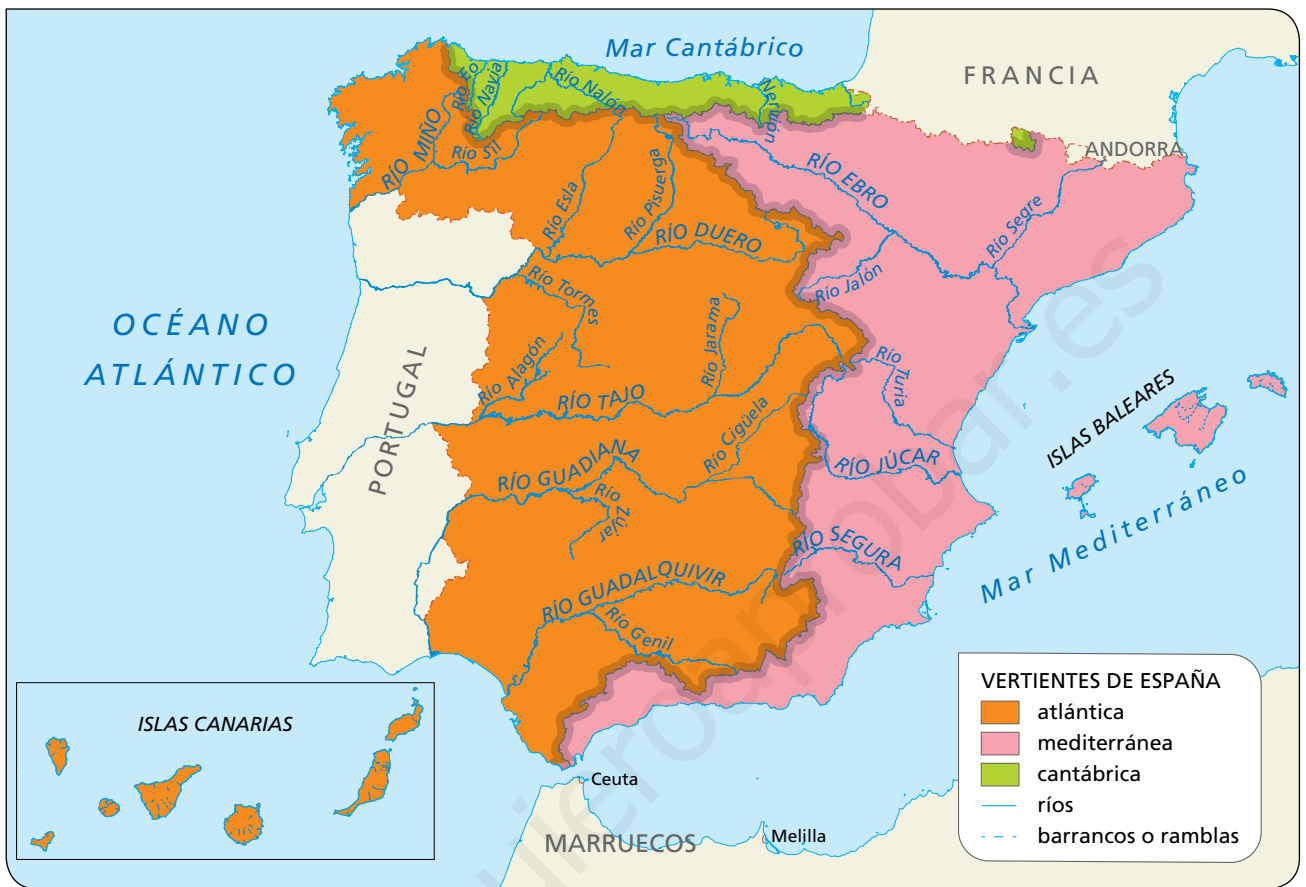 Mar Cantábrico
FRANCIA
ANDORRA
Río Eo
Río Navia
Río Nalón
Nervión
RÍO MIÑO
Río Sil
Río Esla
Río Pisuerga
RÍO DUERO
RÍO EBRO
Río Segre
Río Jalón
Río Tormes
Río Jarama
Río Alagón
RÍO TAJO
Río Cigüela
Río Turia
RÍO JÚCAR
OCÉANO
ATLÁNTICO
PORTUGAL
RÍO GUADIANA
Río Zújar
RÍO SEGURA
RÍO GUADALQUIVIR
Río Genil
ISLAS BALEARES
Mar Mediterráneo
ISLAS CANARIAS
Ceuta
Melilla
MARRUECOS
VERTIENTES DE ESPAÑA
atlántica
mediterránea
cantábrica
ríos
barrancos o ramblas
quieroaprobar.es